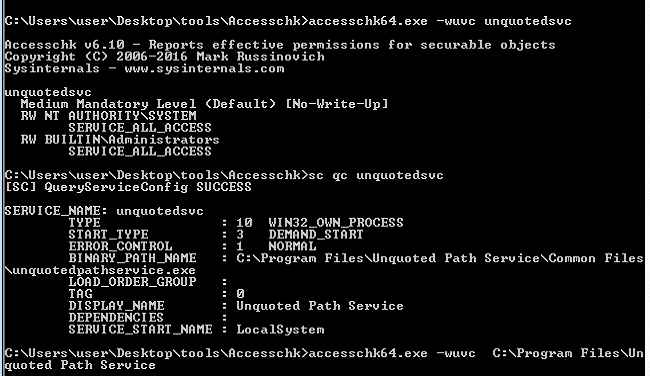 C:\Users\user\Desktop\tools\Accesschk>accesschk64.exe -wuvc unquotedsvc
Accesschk v6.10 - Reports effective permissions for securable objects
Copyright (C) 2006-2016 Mark Russinovich
Sysinternals - www.sysinternals.com
unquotedsvc
  Medium Mandatory Level (Default) [No-Write-Up]
  RW NT AUTHORITY\SYSTEM
        SERVICE_ALL_ACCESS
  RW BUILTIN\Administrators
        SERVICE_ALL_ACCESS
C:\Users\user\Desktop\tools\Accesschk>sc qc unquotedsvc
[SC] QueryServiceConfig SUCCESS
SERVICE_NAME: unquotedsvc
        TYPE               : 10  WIN32_OWN_PROCESS
        START_TYPE         : 3   DEMAND_START
        ERROR_CONTROL      : 1   NORMAL
        BINARY_PATH_NAME   : C:\Program Files\Unquoted Path Service\Common Files
\unquotedpathservice.exe
        LOAD_ORDER_GROUP   :
        TAG                : 0
        DISPLAY_NAME       : Unquoted Path Service
        DEPENDENCIES       :
        SERVICE_START_NAME : LocalSystem
C:\Users\user\Desktop\tools\Accesschk>accesschk64.exe -wuvc  C:\Program Files\Un
quoted Path Service